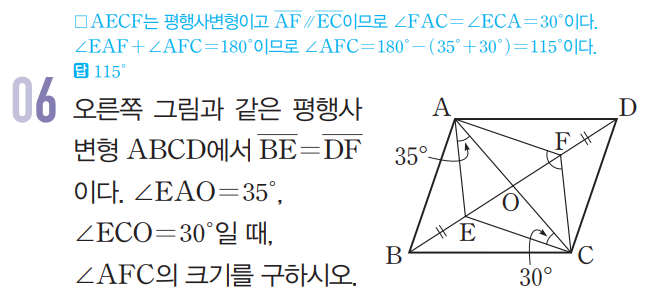 □AECF는 평행사변형이고 AF∥EC이므로 ∠FAC=∠ECA=30°이다.
∠EAF+∠AFC=180°이므로 ∠AFC=180°-(35°+30°)=115°이다.
답 115°
06 오른쪽 그림과 같은 평행사
변형 ABCD에서 BE=DF
이다. ∠EAO=35°,
∠ECO=30°일 때,
∠AFC의 크기를 구하시오.
A D
F
35°
O
E
B C
30°